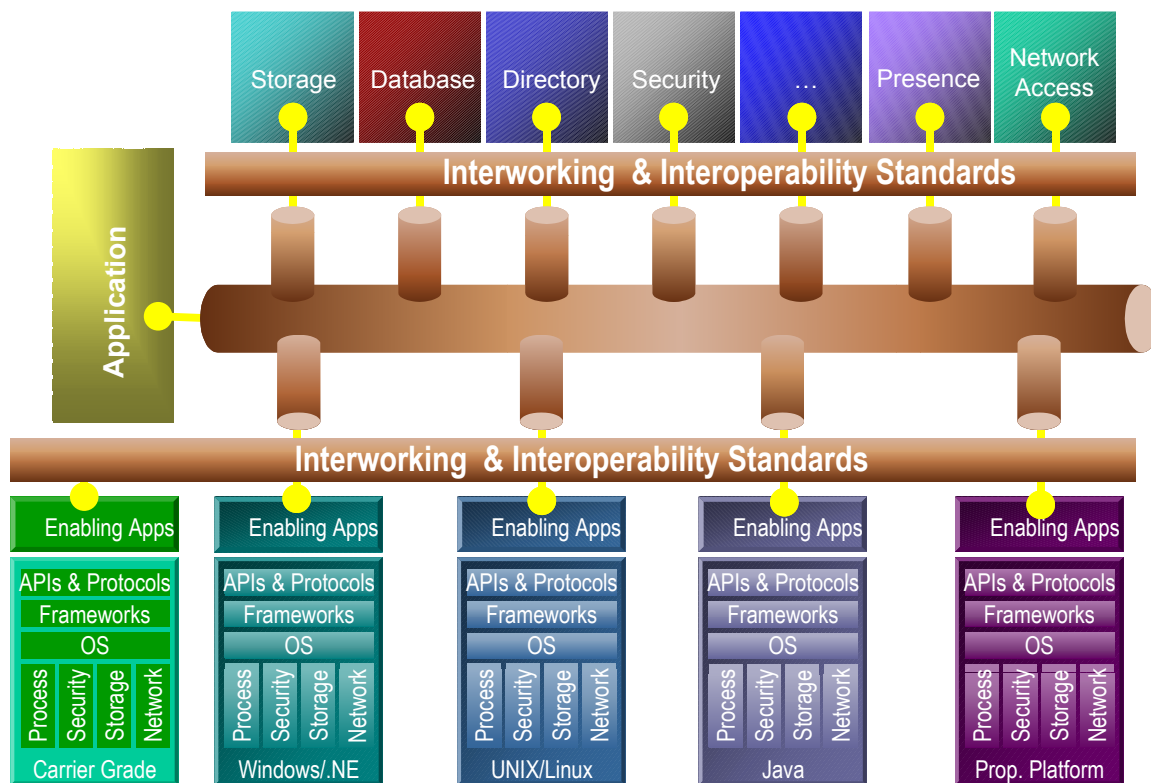 Storage
Database
Directory
Security
...
Presence
Network
Access
Interworking & Interoperability Standards
Application
Interworking & Interoperability Standards
Enabling Apps
Enabling Apps
Enabling Apps
Enabling Apps
Enabling Apps
APIs & Protocols
Frameworks
OS
Process
Security
Storage
Network
Carrier Grade
APIs & Protocols
Frameworks
OS
Process
Security
Storage
Network
Windows/.NE
APIs & Protocols
Frameworks
OS
Process
Security
Storage
Network
UNIX/Linux
APIs & Protocols
Frameworks
OS
Process
Security
Storage
Network
Java
APIs & Protocols
Frameworks
OS
Process
Security
Storage
Network
Prop. Platform